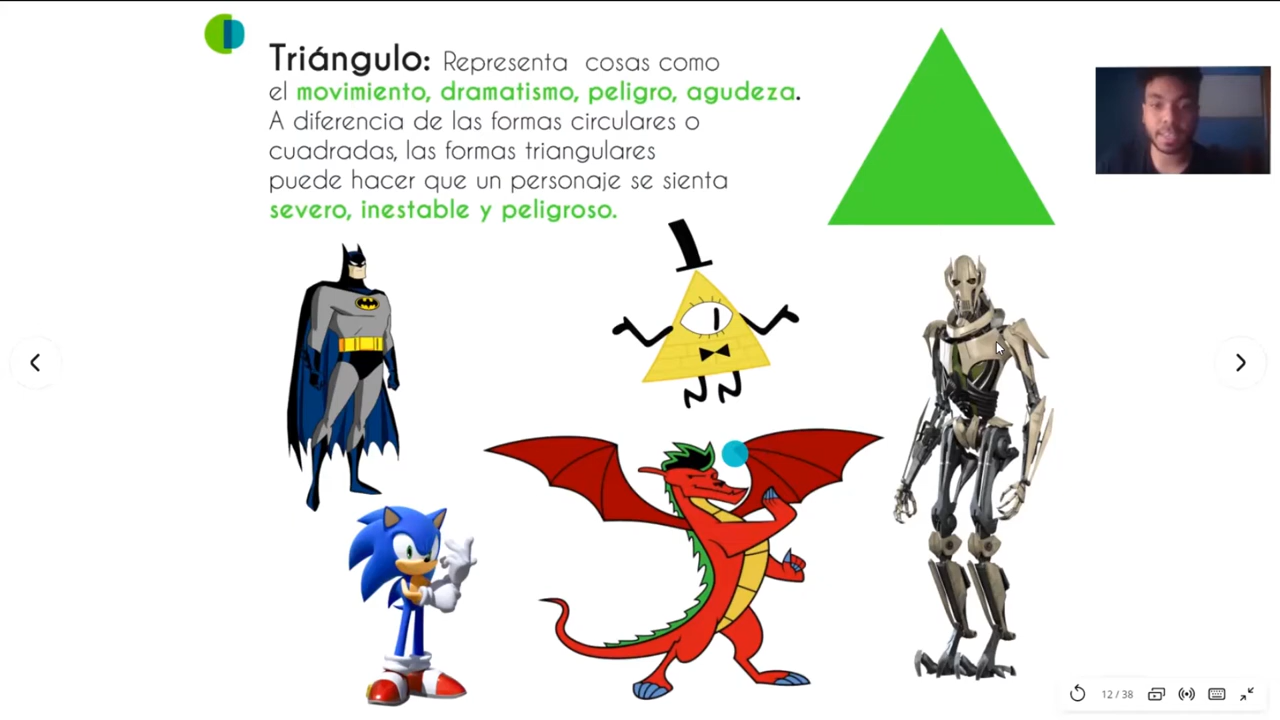 Triángulo: Representa cosas como
el movimiento, dramatismo, peligro, agudeza.
A diferencia de las formas circulares o
cuadradas, las formas triangulares
puede hacer que un personaje se sienta
severo, inestable y peligroso.
12 / 38